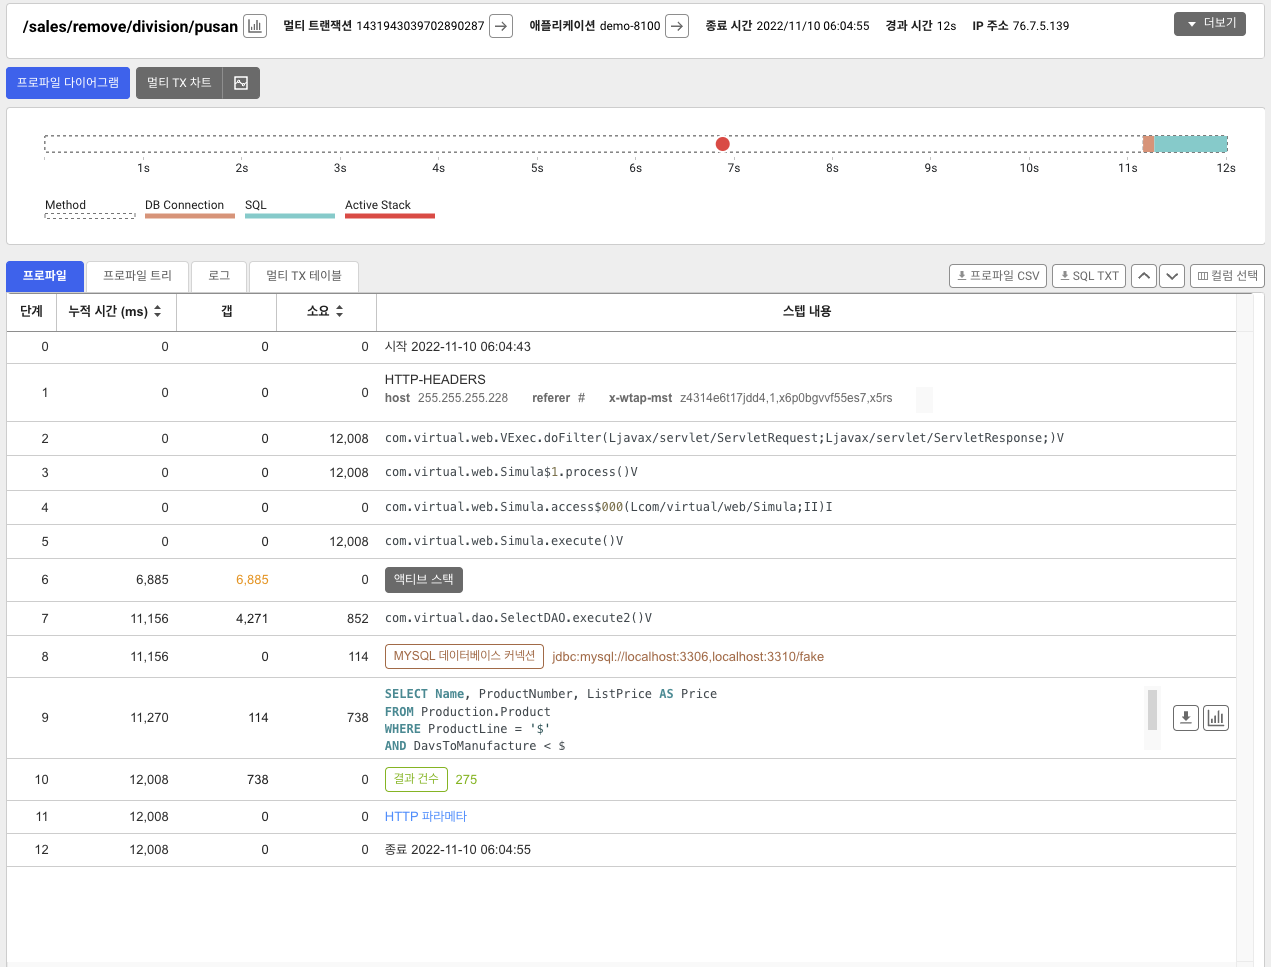 /sales/remove/division/pusan 멀티 트랜잭션 1431943039702890287 애플리케이션 demo-8100 종료 시간 2022/11/10 06:04:55 경과 시간 12s IP 주소 76.7.5.139 더보기
프로파일 다이어그램 멀티 TX 차트
1s 2s 3s 4s 5s 6s 7s 8s 9s 10s 11s 12s
Method DB Connection SQL Active Stack
프로파일 프로파일 트리 로그 멀티 TX 테이블 프로파일 CSV SQL TXT 컬럼 선택
단계 누적 시간 (ms) 갭 소요 스텝 내용
0 0 0 0 시작 2022-11-10 06:04:43
1 0 0 0 HTTP-HEADERS
host 255.255.255.228 referer # x-wtap-mst z4314e6t17jdd4,1,x6p0bgvvf55es7,x5rs
2 0 0 12,008 com.virtual.web.VExec.doFilter(Ljavax/servlet/ServletRequest;Ljavax/servlet/ServletResponse;)V
3 0 0 12,008 com.virtual.web.Simula$1.process()V
4 0 0 0 com.virtual.web.Simula.access$000(Lcom/virtual/web/Simula;II)I
5 0 0 12,008 com.virtual.web.Simula.execute()V
6 6,885 6,885 0 액티브 스택
7 11,156 4,271 852 com.virtual.dao.SelectDAO.execute2()V
8 11,156 0 114 MYSQL 데이터베이스 커넥션 jdbc:mysql://localhost:3306,localhost:3310/fake
9 11,270 114 738 SELECT Name, ProductNumber, ListPrice AS Price
FROM Production.Product
WHERE ProductLine = '$'
AND DaysToManufacture < $
10 12,008 738 0 결과 건수 275
11 12,008 0 0 HTTP 파라메타
12 12,008 0 0 종료 2022-11-10 06:04:55